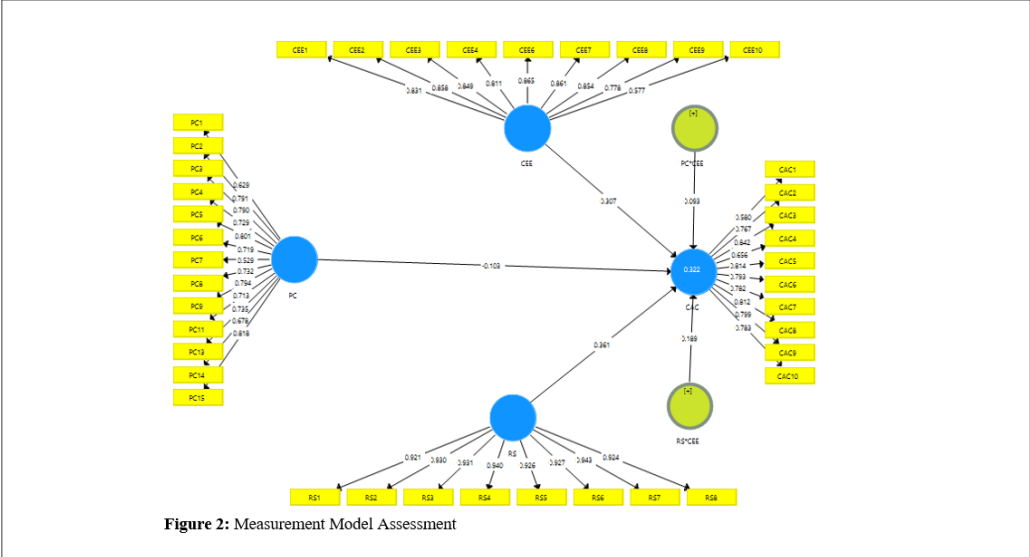 CEE1 CEE2 CEE3 CEE4 CEE6 CEE7 CEE8 CEE9 CEE10
0.831 0.858 0.849 0.811 0.865 0.861 0.854 0.778 0.577
CEE
[+]
PC*CEE
PC1
PC2
PC3
PC4
PC5
PC6
PC7
PC8
PC9
PC11
PC13
PC14
PC15
0.629
0.791
0.790
0.729
0.801
0.719
0.529
0.732
0.794
0.713
0.735
0.678
0.818
PC
0.307
0.093
-0.103
0.361
0.189
0.322
CAC
0.580
0.767
0.842
0.656
0.814
0.793
0.782
0.812
0.799
0.783
CAC1
CAC2
CAC3
CAC4
CAC5
CAC6
CAC7
CAC8
CAC9
CAC10
[+]
RS*CEE
RS
0.921 0.930 0.931 0.940 0.926 0.927 0.943 0.924
RS1 RS2 RS3 RS4 RS5 RS6 RS7 RS8
Figure 2: Measurement Model Assessment